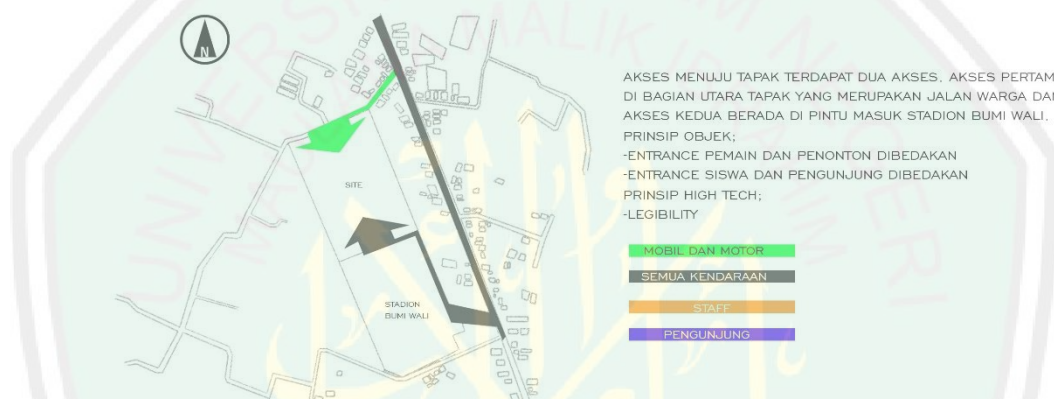 N
AKSES MENUJU TAPAK TERDAPAT DUA AKSES, AKSES PERTAM
DI BAGIAN UTARA TAPAK YANG MERUPAKAN JALAN WARGA DAN
AKSES KEDUA BERADA DI PINTU MASUK STADION BUMI WALI.
PRINSIP OBJEK;
-ENTRANCE PEMAIN DAN PENONTON DIBEDAKAN
-ENTRANCE SISWA DAN PENGUNJUNG DIBEDAKAN
PRINSIP HIGH TECH;
-LEGIBILITY
SITE
STADION
BUMI WALI
MOBIL DAN MOTOR
SEMUA KENDARAAN
STAFF
PENGUNJUNG